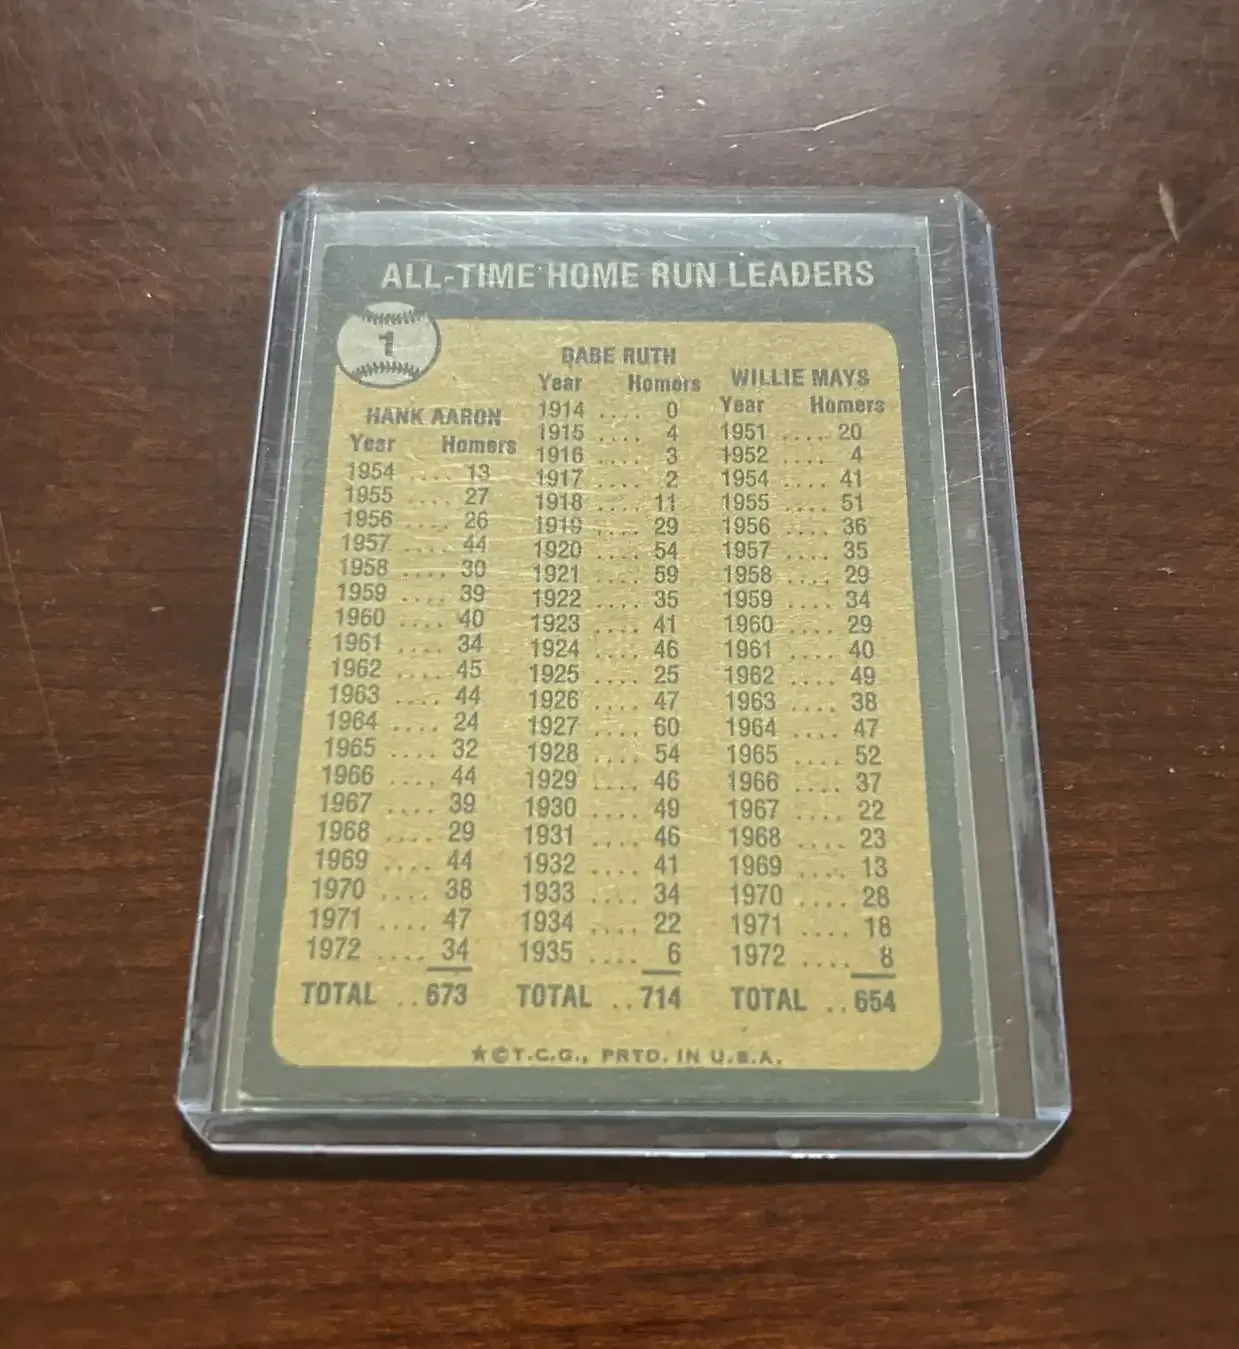 ALL-TIME HOME RUN LEADERS
1
HANK AARON
Year Homers
1954 .... 13
1955 .... 27
1956 .... 26
1957 .... 44
1958 .... 30
1959 .... 39
1960 .... 40
1961 .... 34
1962 .... 45
1963 .... 44
1964 .... 24
1965 .... 32
1966 .... 44
1967 .... 39
1968 .... 29
1969 .... 44
1970 .... 38
1971 .... 47
1972 .... 34
TOTAL .. 673
BABE RUTH
Year Homers
1914 .... 0
1915 .... 4
1916 .... 3
1917 .... 2
1918 .... 11
1919 .... 29
1920 .... 54
1921 .... 59
1922 .... 35
1923 .... 41
1924 .... 46
1925 .... 25
1926 .... 47
1927 .... 60
1928 .... 54
1929 .... 46
1930 .... 49
1931 .... 46
1932 .... 41
1933 .... 34
1934 .... 22
1935 .... 6
TOTAL .. 714
WILLIE MAYS
Year Homers
1951 .... 20
1952 .... 4
1954 .... 41
1955 .... 51
1956 .... 36
1957 .... 35
1958 .... 29
1959 .... 34
1960 .... 29
1961 .... 40
1962 .... 49
1963 .... 38
1964 .... 47
1965 .... 52
1966 .... 37
1967 .... 22
1968 .... 23
1969 .... 13
1970 .... 28
1971 .... 18
1972 .... 8
TOTAL .. 654
★©T.C.G., PRTD. IN U.S.A.